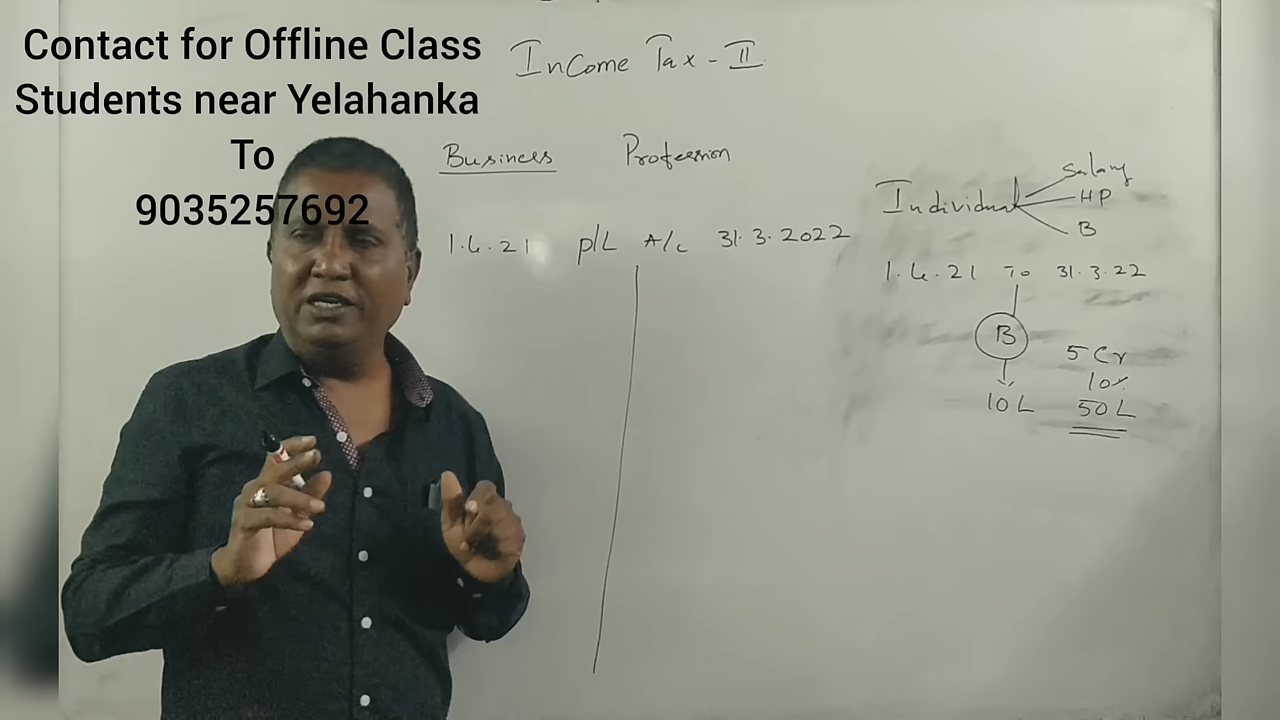 Contact for Offline Class
Students near Yelahanka
To
9035257692
Income Tax - II
Business Profession
1.4.21 p/L A/c 31.3.2022
Individual
Salary
HP
B
1.4.21 To 31.3.22
B
5 Cr
10%
10 L 50 L